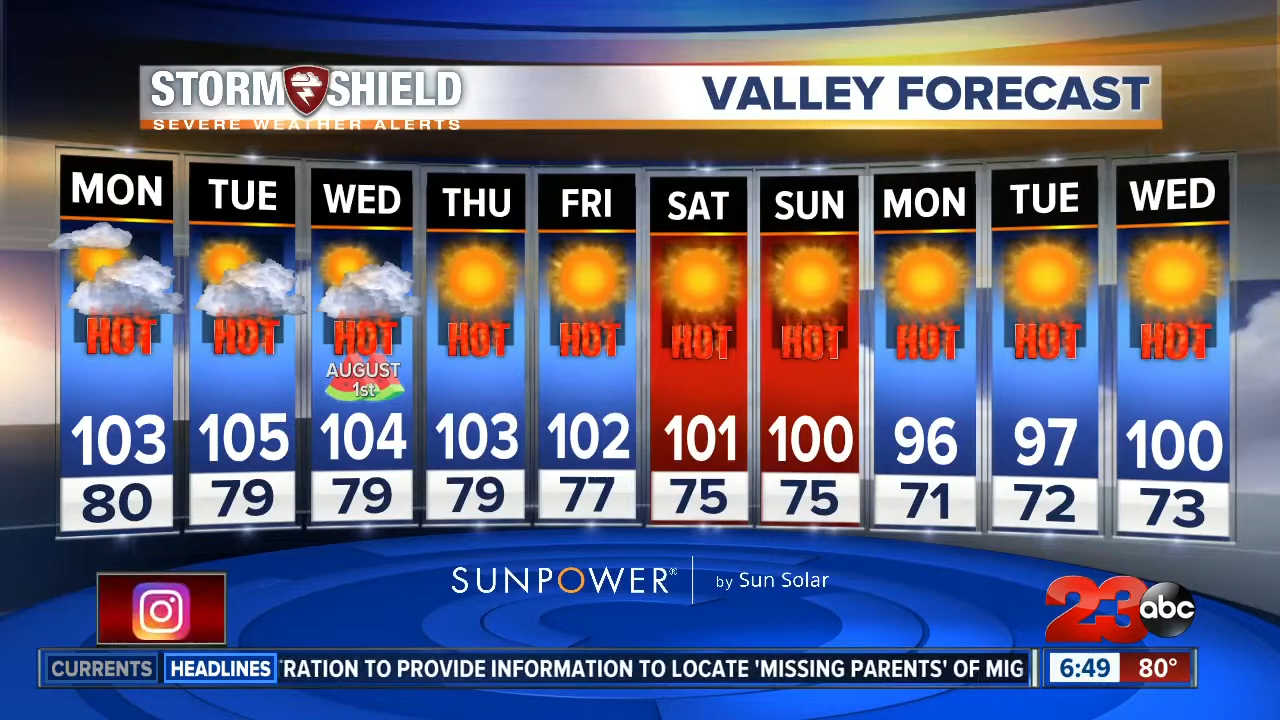 STORM SHIELD
SEVERE WEATHER ALERTS
VALLEY FORECAST
MON TUE WED THU FRI SAT SUN MON TUE WED
HOT HOT HOT HOT HOT HOT HOT HOT HOT HOT
AUGUST
1st
103 105 104 103 102 101 100 96 97 100
80 79 79 79 77 75 75 71 72 73
SUNPOWER® by Sun Solar
23 abc
CURRENTS HEADLINES 'RATION TO PROVIDE INFORMATION TO LOCATE 'MISSING PARENTS' OF MIG 6:49 80°